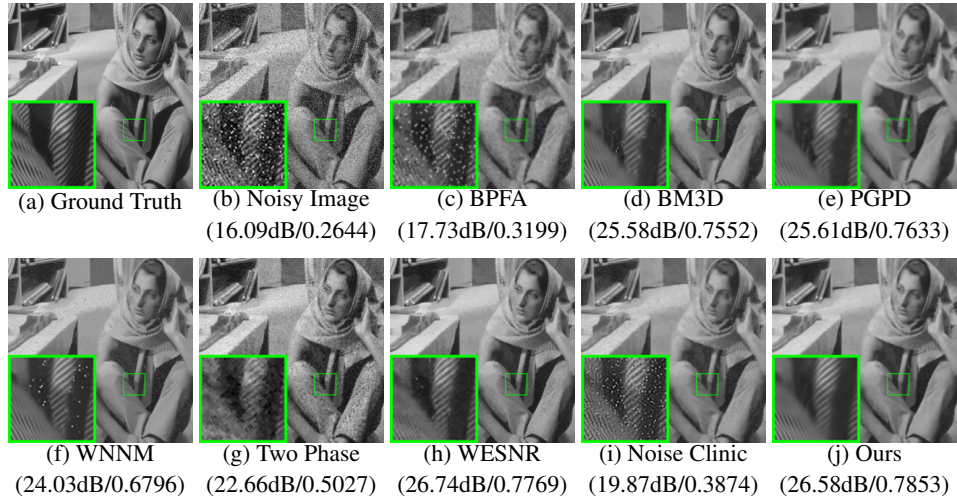 (a) Ground Truth
(b) Noisy Image
(c) BPFA
(d) BM3D
(e) PGPD
(16.09dB/0.2644)
(17.73dB/0.3199)
(25.58dB/0.7552)
(25.61dB/0.7633)
(f) WNNM
(g) Two Phase
(h) WESNR
(i) Noise Clinic
(j) Ours
(24.03dB/0.6796)
(22.66dB/0.5027)
(26.74dB/0.7769)
(19.87dB/0.3874)
(26.58dB/0.7853)